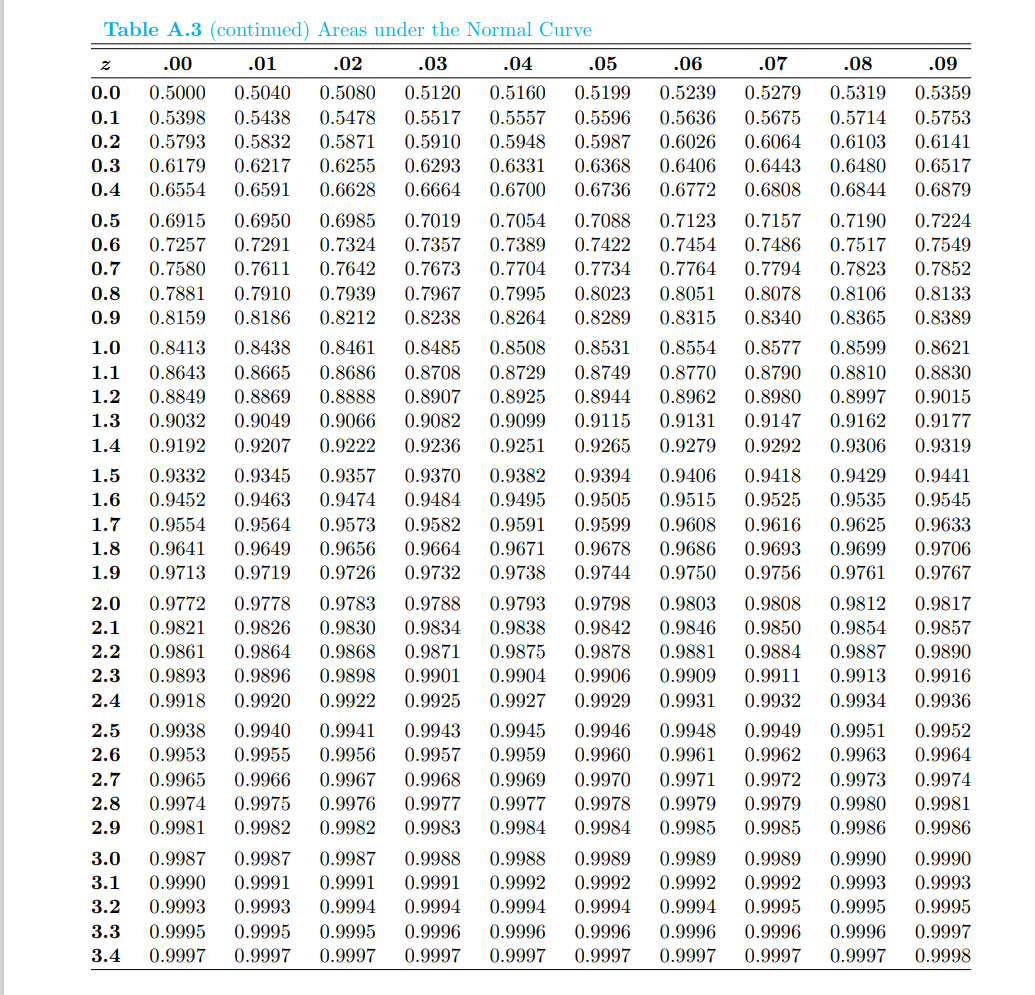 Table A.3 (continued) Areas under the Normal Curve
z .00 .01 .02 .03 .04 .05 .06 .07 .08 .09
0.0 0.5000 0.5040 0.5080 0.5120 0.5160 0.5199 0.5239 0.5279 0.5319 0.5359
0.1 0.5398 0.5438 0.5478 0.5517 0.5557 0.5596 0.5636 0.5675 0.5714 0.5753
0.2 0.5793 0.5832 0.5871 0.5910 0.5948 0.5987 0.6026 0.6064 0.6103 0.6141
0.3 0.6179 0.6217 0.6255 0.6293 0.6331 0.6368 0.6406 0.6443 0.6480 0.6517
0.4 0.6554 0.6591 0.6628 0.6664 0.6700 0.6736 0.6772 0.6808 0.6844 0.6879
0.5 0.6915 0.6950 0.6985 0.7019 0.7054 0.7088 0.7123 0.7157 0.7190 0.7224
0.6 0.7257 0.7291 0.7324 0.7357 0.7389 0.7422 0.7454 0.7486 0.7517 0.7549
0.7 0.7580 0.7611 0.7642 0.7673 0.7704 0.7734 0.7764 0.7794 0.7823 0.7852
0.8 0.7881 0.7910 0.7939 0.7967 0.7995 0.8023 0.8051 0.8078 0.8106 0.8133
0.9 0.8159 0.8186 0.8212 0.8238 0.8264 0.8289 0.8315 0.8340 0.8365 0.8389
1.0 0.8413 0.8438 0.8461 0.8485 0.8508 0.8531 0.8554 0.8577 0.8599 0.8621
1.1 0.8643 0.8665 0.8686 0.8708 0.8729 0.8749 0.8770 0.8790 0.8810 0.8830
1.2 0.8849 0.8869 0.8888 0.8907 0.8925 0.8944 0.8962 0.8980 0.8997 0.9015
1.3 0.9032 0.9049 0.9066 0.9082 0.9099 0.9115 0.9131 0.9147 0.9162 0.9177
1.4 0.9192 0.9207 0.9222 0.9236 0.9251 0.9265 0.9279 0.9292 0.9306 0.9319
1.5 0.9332 0.9345 0.9357 0.9370 0.9382 0.9394 0.9406 0.9418 0.9429 0.9441
1.6 0.9452 0.9463 0.9474 0.9484 0.9495 0.9505 0.9515 0.9525 0.9535 0.9545
1.7 0.9554 0.9564 0.9573 0.9582 0.9591 0.9599 0.9608 0.9616 0.9625 0.9633
1.8 0.9641 0.9649 0.9656 0.9664 0.9671 0.9678 0.9686 0.9693 0.9699 0.9706
1.9 0.9713 0.9719 0.9726 0.9732 0.9738 0.9744 0.9750 0.9756 0.9761 0.9767
2.0 0.9772 0.9778 0.9783 0.9788 0.9793 0.9798 0.9803 0.9808 0.9812 0.9817
2.1 0.9821 0.9826 0.9830 0.9834 0.9838 0.9842 0.9846 0.9850 0.9854 0.9857
2.2 0.9861 0.9864 0.9868 0.9871 0.9875 0.9878 0.9881 0.9884 0.9887 0.9890
2.3 0.9893 0.9896 0.9898 0.9901 0.9904 0.9906 0.9909 0.9911 0.9913 0.9916
2.4 0.9918 0.9920 0.9922 0.9925 0.9927 0.9929 0.9931 0.9932 0.9934 0.9936
2.5 0.9938 0.9940 0.9941 0.9943 0.9945 0.9946 0.9948 0.9949 0.9951 0.9952
2.6 0.9953 0.9955 0.9956 0.9957 0.9959 0.9960 0.9961 0.9962 0.9963 0.9964
2.7 0.9965 0.9966 0.9967 0.9968 0.9969 0.9970 0.9971 0.9972 0.9973 0.9974
2.8 0.9974 0.9975 0.9976 0.9977 0.9977 0.9978 0.9979 0.9979 0.9980 0.9981
2.9 0.9981 0.9982 0.9982 0.9983 0.9984 0.9984 0.9985 0.9985 0.9986 0.9986
3.0 0.9987 0.9987 0.9987 0.9988 0.9988 0.9989 0.9989 0.9989 0.9990 0.9990
3.1 0.9990 0.9991 0.9991 0.9991 0.9992 0.9992 0.9992 0.9992 0.9993 0.9993
3.2 0.9993 0.9993 0.9994 0.9994 0.9994 0.9994 0.9994 0.9995 0.9995 0.9995
3.3 0.9995 0.9995 0.9995 0.9996 0.9996 0.9996 0.9996 0.9996 0.9996 0.9997
3.4 0.9997 0.9997 0.9997 0.9997 0.9997 0.9997 0.9997 0.9997 0.9997 0.9998